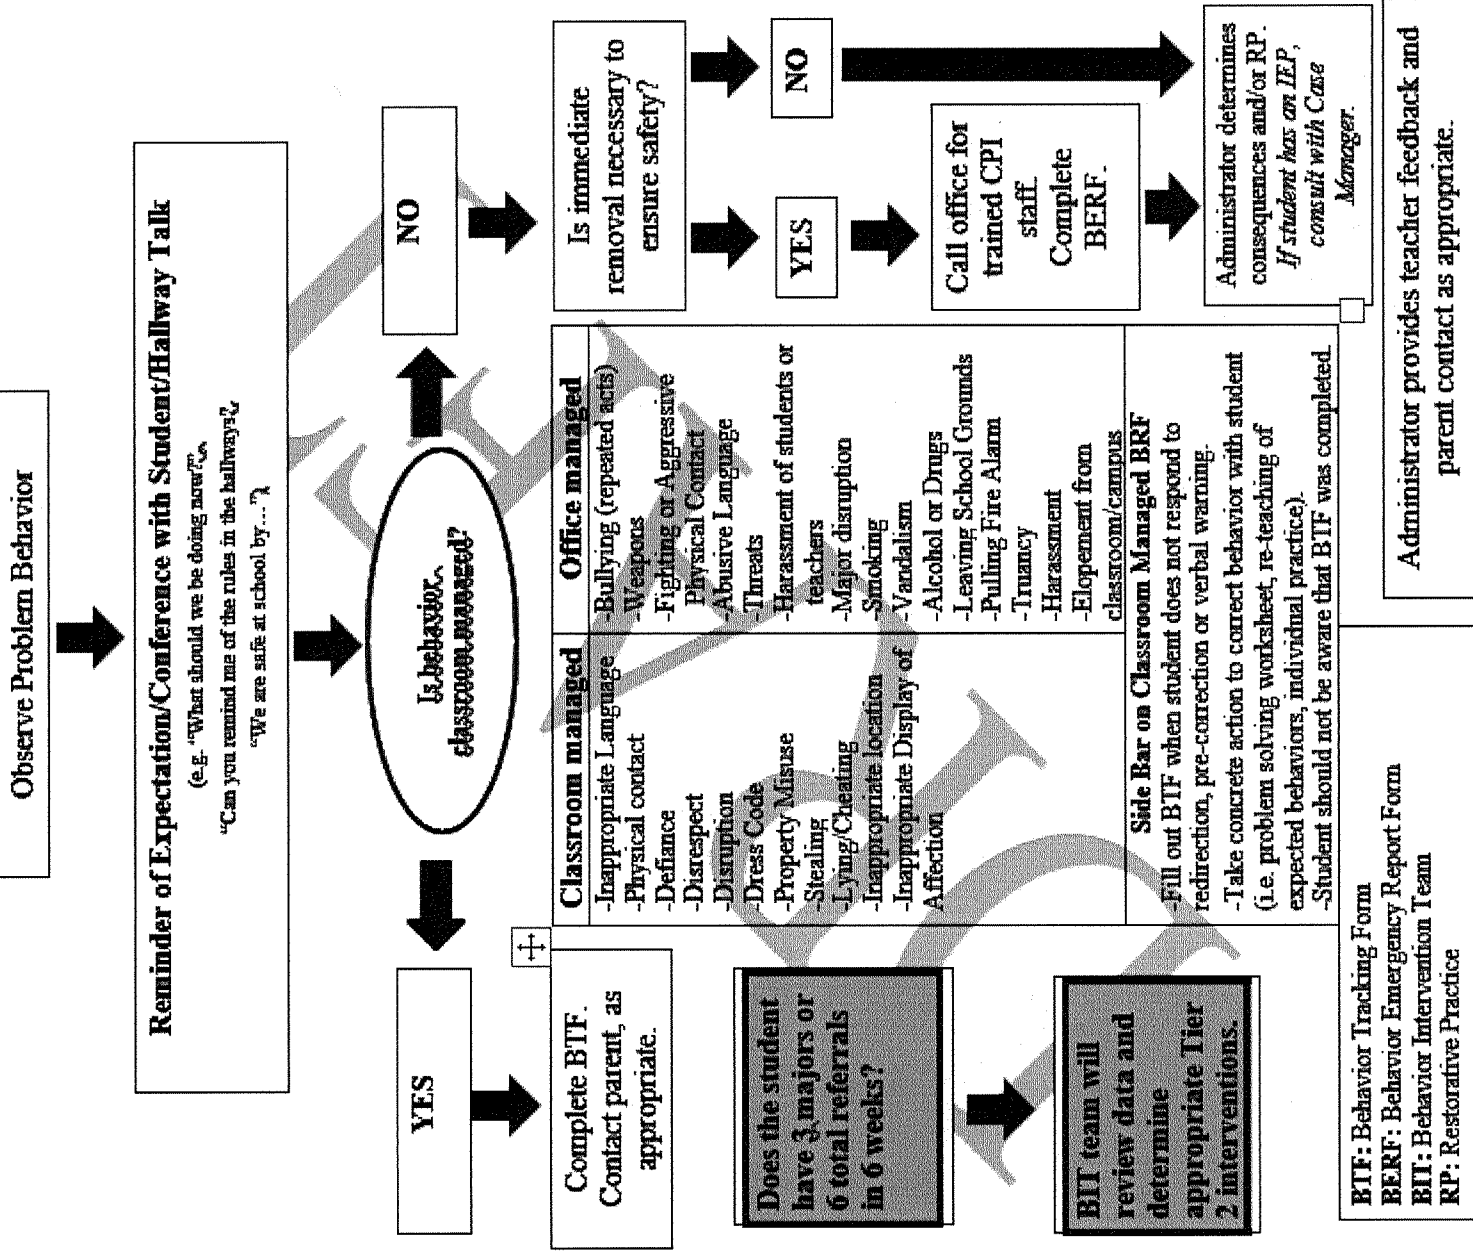 Observe Problem Behavior
Reminder of Expectation/Conference with Student/Hallway Talk
(e.g. "What should we be doing now?",
"Can you remind me of the rules in the hallways?,
"We are safe at school by… ")
Is behavior
classroom managed?
YES
NO
Complete BTF.
Contact parent, as
appropriate.
Does the student
have 3 majors or
6 total referrals
in 6 weeks?
BIT team will
review data and
determine
appropriate Tier
2 interventions.
Classroom managed
-Inappropriate Language
-Physical contact
-Defiance
-Disrespect
-Disruption
-Dress Code
-Property Misuse
-Stealing
-Lying/Cheating
-Inappropriate location
-Inappropriate Display of
Affection
Office managed
-Bullying (repeated acts)
-Weapons
-Fighting or Aggressive
Physical Contact
-Abusive Language
-Threats
-Harassment of students or
teachers
-Major disruption
-Smoking
-Vandalism
-Alcohol or Drugs
-Leaving School Grounds
-Pulling Fire Alarm
-Truancy
-Harassment
-Elopement from
classroom/campus
Side Bar on Classroom Managed BRF
-Fill out BTF when student does not respond to
redirection, pre-correction or verbal warning.
-Take concrete action to correct behavior with student
(i.e. problem solving worksheet, re-teaching of
expected behaviors, individual practice).
-Student should not be aware that BTF was completed.
Is immediate
removal necessary to
ensure safety?
YES
NO
Call office for
trained CPI
staff.
Complete
BERF.
Administrator determines
consequences and/or RP.
If student has an IEP,
consult with Case
Manager.
Administrator provides teacher feedback and
parent contact as appropriate.
BTF: Behavior Tracking Form
BERF: Behavior Emergency Report Form
BIT: Behavior Intervention Team
RP: Restorative Practice